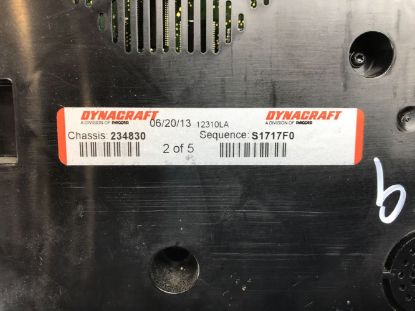 DYNACRAFT 06/20/13 12310LA DYNACRAFT
A DIVISION OF PACCAR A DIVISION OF PACCAR
Chassis: 234830 Sequence: S1717F0
2 of 5
9